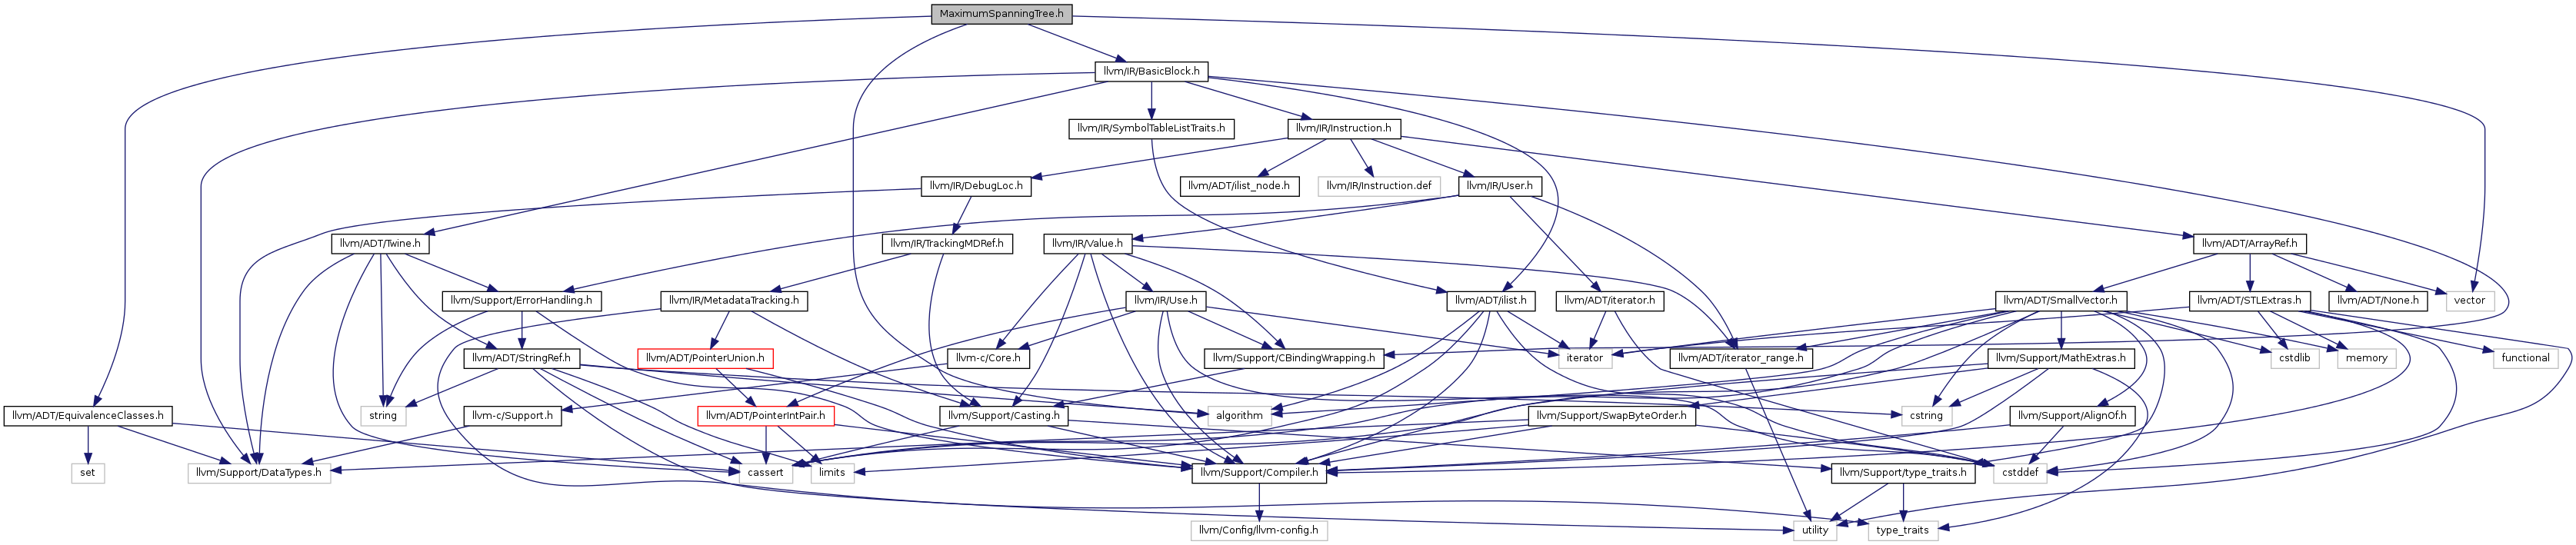 MaximumSpanningTree.h
llvm/IR/BasicBlock.h
llvm/IR/SymbolTableListTraits.h
llvm/IR/Instruction.h
llvm/IR/DebugLoc.h
llvm/ADT/ilist_node.h
llvm/IR/Instruction.def
llvm/IR/User.h
llvm/ADT/Twine.h
llvm/IR/TrackingMDRef.h
llvm/IR/Value.h
llvm/ADT/ArrayRef.h
llvm/Support/ErrorHandling.h
llvm/IR/MetadataTracking.h
llvm/IR/Use.h
llvm/ADT/ilist.h
llvm/ADT/iterator.h
llvm/ADT/SmallVector.h
llvm/ADT/STLExtras.h
llvm/ADT/None.h
vector
llvm/ADT/StringRef.h
llvm/ADT/PointerUnion.h
llvm-c/Core.h
llvm/Support/CBindingWrapping.h
iterator
llvm/ADT/iterator_range.h
llvm/Support/MathExtras.h
cstdlib
memory
functional
llvm/ADT/EquivalenceClasses.h
string
llvm-c/Support.h
llvm/ADT/PointerIntPair.h
llvm/Support/Casting.h
algorithm
llvm/Support/SwapByteOrder.h
cstring
llvm/Support/AlignOf.h
set
llvm/Support/DataTypes.h
cassert
limits
llvm/Support/Compiler.h
llvm/Support/type_traits.h
cstddef
llvm/Config/llvm-config.h
utility
type_traits